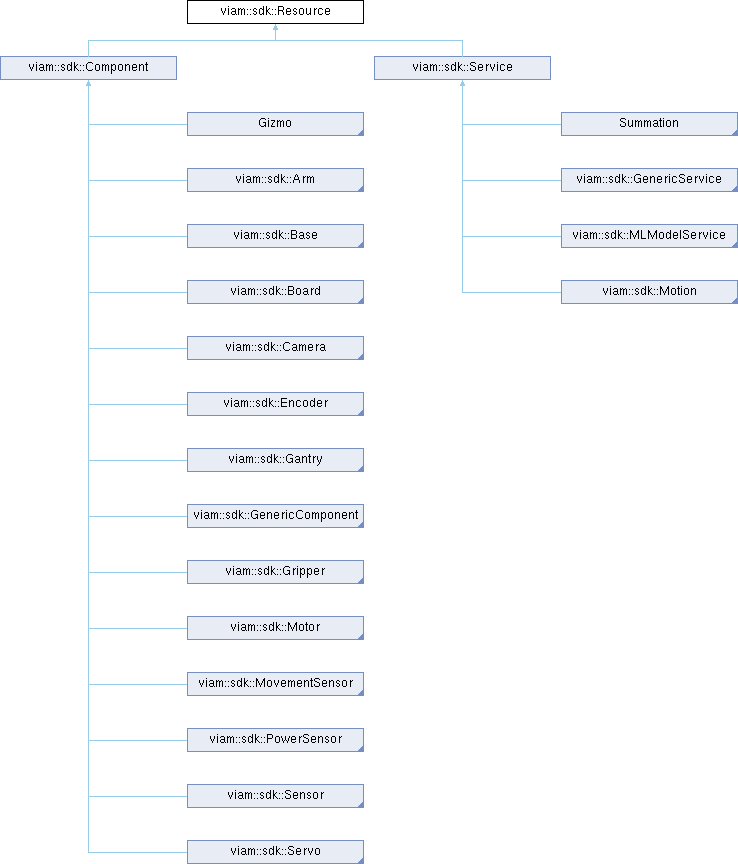 viam::sdk::Resource
viam::sdk::Component
viam::sdk::Service
Gizmo
Summation
viam::sdk::Arm
viam::sdk::GenericService
viam::sdk::Base
viam::sdk::MLModelService
viam::sdk::Board
viam::sdk::Motion
viam::sdk::Camera
viam::sdk::Encoder
viam::sdk::Gantry
viam::sdk::GenericComponent
viam::sdk::Gripper
viam::sdk::Motor
viam::sdk::MovementSensor
viam::sdk::PowerSensor
viam::sdk::Sensor
viam::sdk::Servo